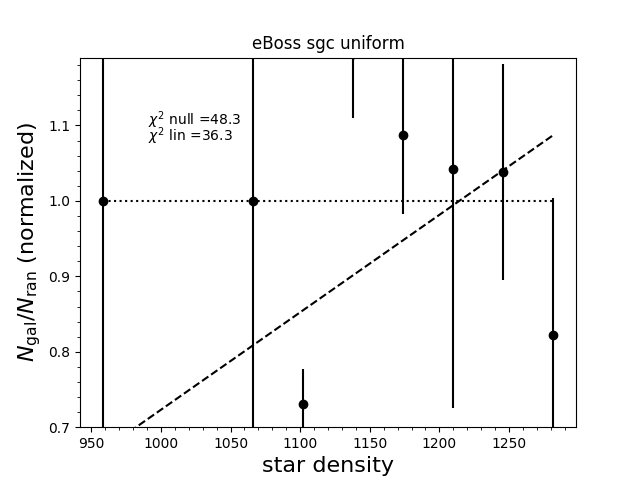 eBoss sgc uniform
χ² null =48.3
χ² lin =36.3
N_gal/N_ran (normalized)
1.1
1.0
0.9
0.8
0.7
950 1000 1050 1100 1150 1200 1250
star density